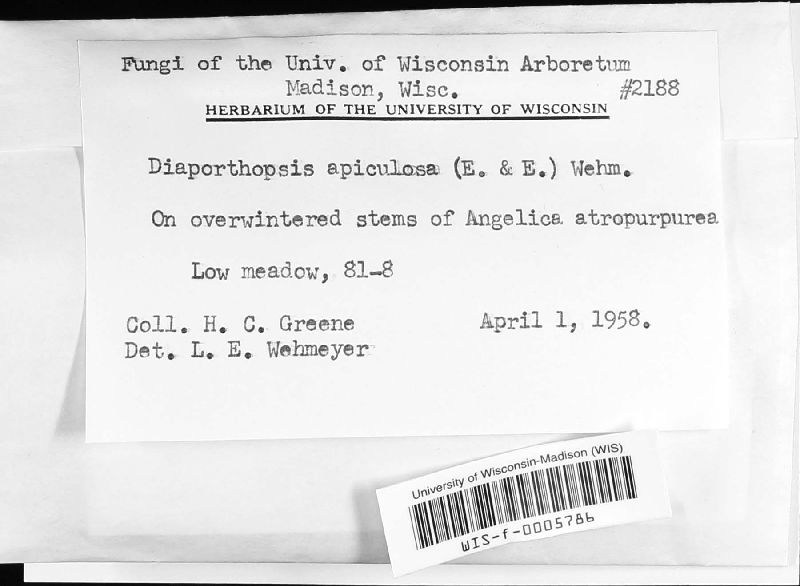 Fungi of the Univ. of Wisconsin Arboretum
Madison, Wisc. #2188
HERBARIUM OF THE UNIVERSITY OF WISCONSIN
Diaporthopsis apiculosa (E. & E.) Wehm.
On overwintered stems of Angelica atropurpurea
Low meadow, 81-8
Coll. H. C. Greene April 1, 1958.
Det. L. E. Wehmeyer
University of Wisconsin-Madison (WIS)
WIS-f-0005786